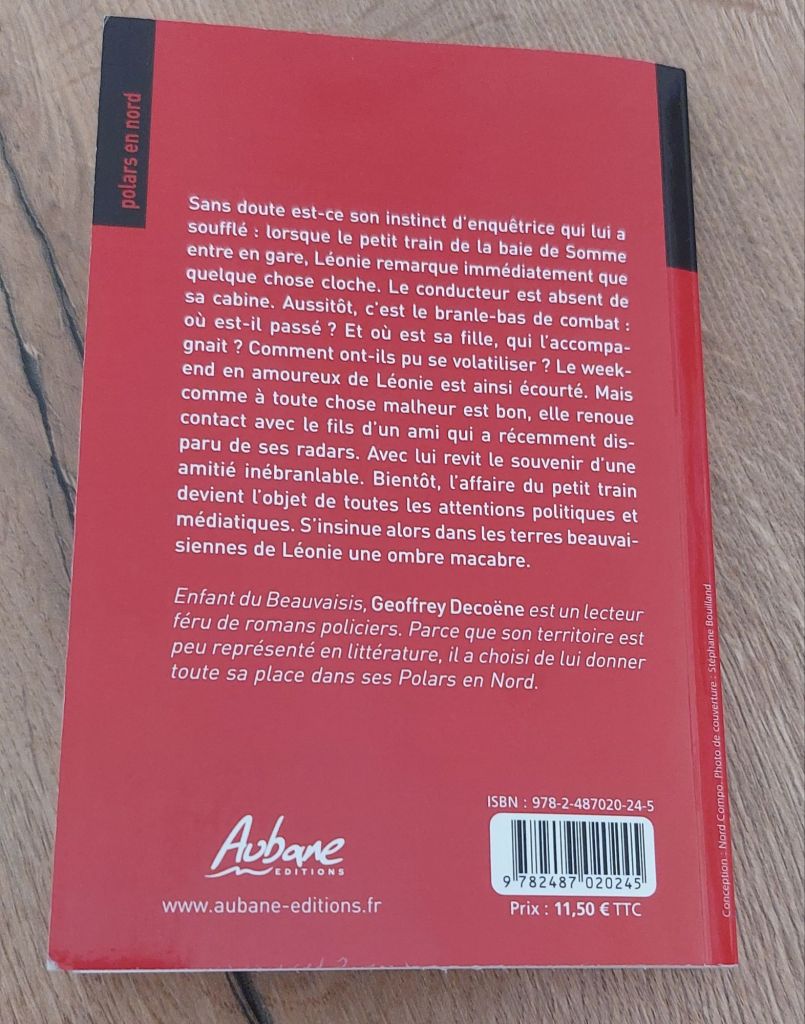 polars en nord
Sans doute est-ce son instinct d'enquêtrice qui lui a
soufflé : lorsque le petit train de la baie de Somme
entre en gare, Léonie remarque immédiatement que
quelque chose cloche. Le conducteur est absent de
sa cabine. Aussitôt, c'est le branle-bas de combat :
où est-il passé ? Et où est sa fille, qui l'accompa-
gnait ? Comment ont-ils pu se volatiliser ? Le week-
end en amoureux de Léonie est ainsi écourté. Mais
comme à toute chose malheur est bon, elle renoue
contact avec le fils d'un ami qui a récemment dis-
paru de ses radars. Avec lui revit le souvenir d'une
amitié inébranlable. Bientôt, l'affaire du petit train
devient l'objet de toutes les attentions politiques et
médiatiques. S'insinue alors dans les terres beauvai-
siennes de Léonie une ombre macabre.
Enfant du Beauvaisis, Geoffrey Decoëne est un lecteur
féru de romans policiers. Parce que son territoire est
peu représenté en littérature, il a choisi de lui donner
toute sa place dans ses Polars en Nord.
Aubane
EDITIONS
www.aubane-editions.fr
ISBN : 978-2-487020-24-5
9 782487 020245
Prix : 11,50 € TTC
Conception : Nord Compo. Photo de couverture : Stéphane Bouilland